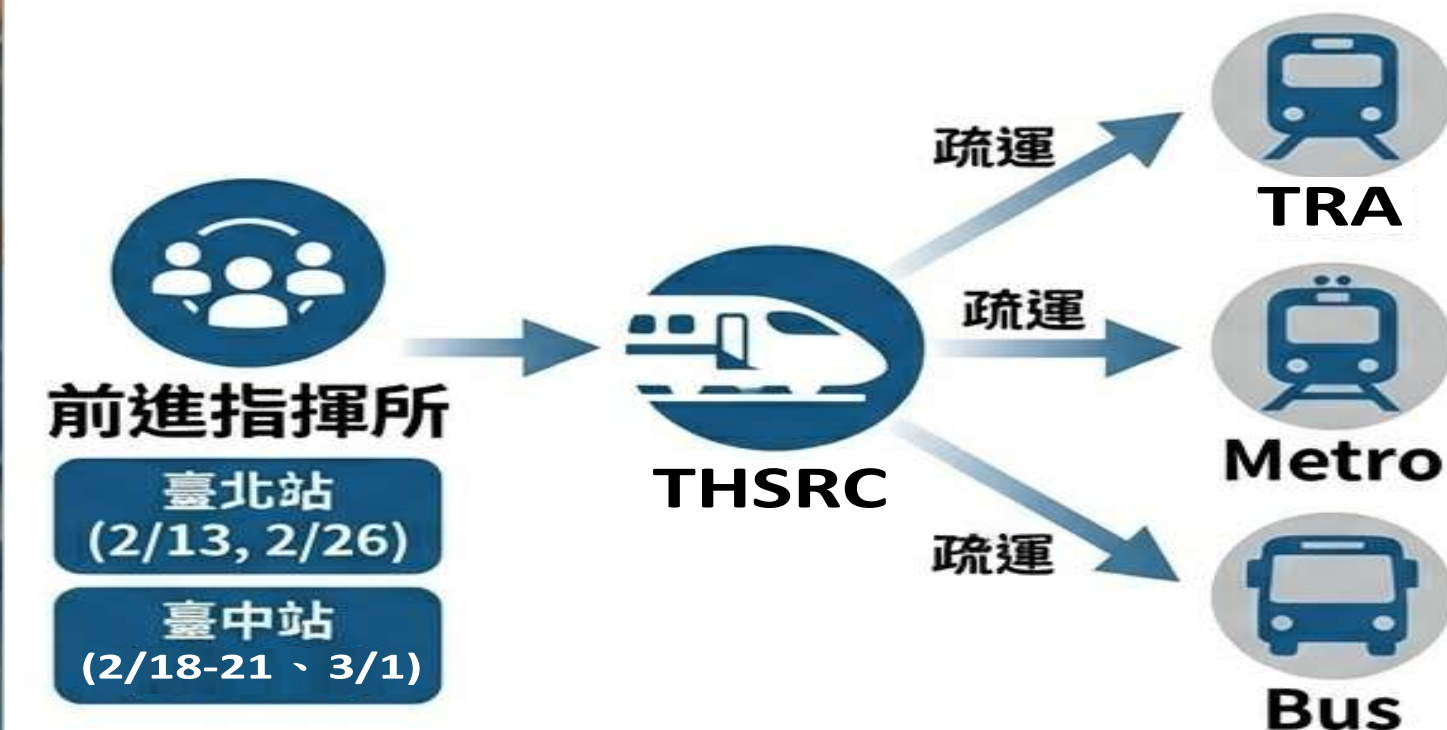 前進指揮所
臺北站
(2/13, 2/26)
臺中站
(2/18-21、3/1)
THSRC
疏運
TRA
疏運
Metro
疏運
Bus